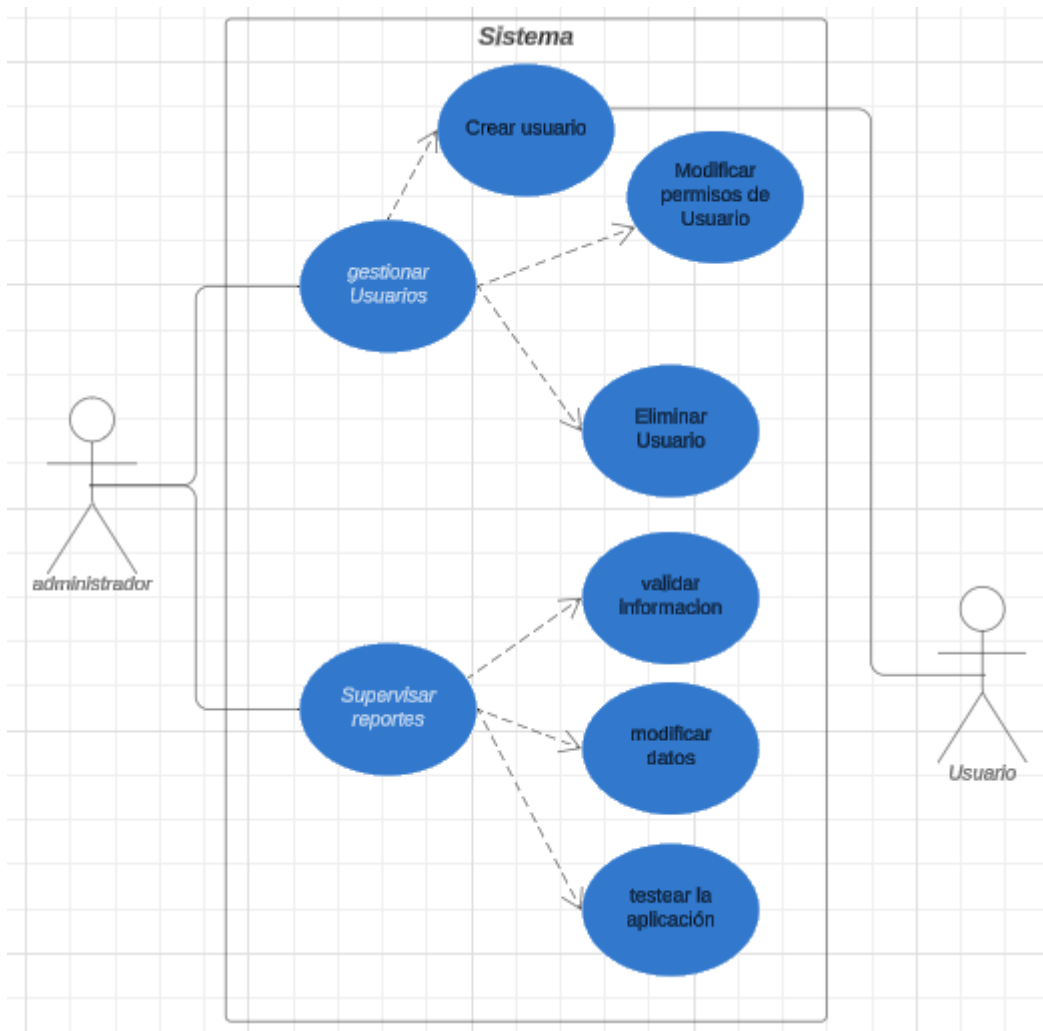 Sistema
Crear usuario
Modificar
permisos de
Usuario
gestionar
Usuarios
Eliminar
Usuario
administrador
validar
informacion
Supervisar
reportes
modificar
datos
Usuario
testear la
aplicación